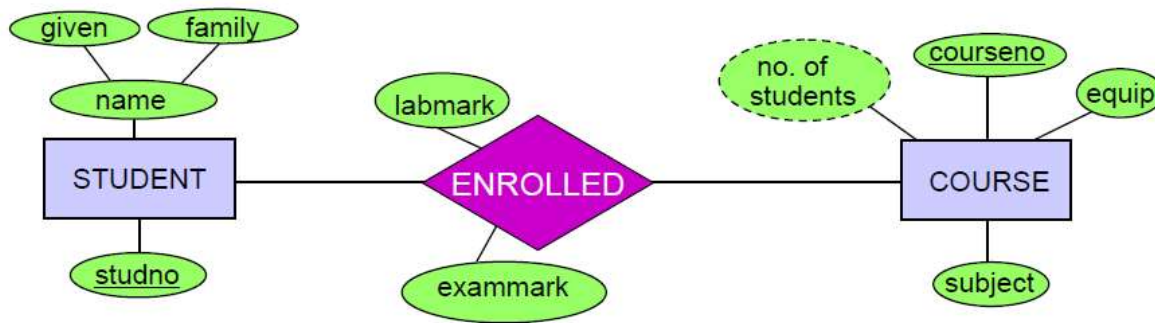 given
family
name
STUDENT
studno
labmark
ENROLLED
exammark
no. of
students
courseno
equip
COURSE
subject